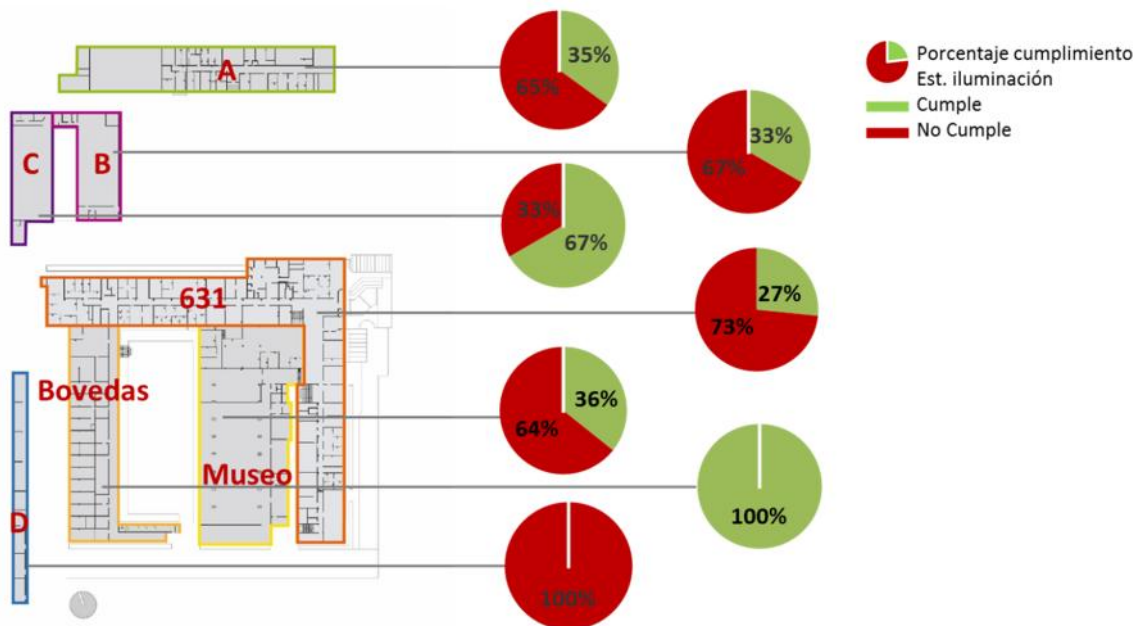 A
35%
65%
Porcentaje cumplimiento
Est. iluminación
Cumple
No Cumple
C
B
33%
67%
33%
67%
631
27%
73%
Bovedas
36%
64%
Museo
100%
D
100%